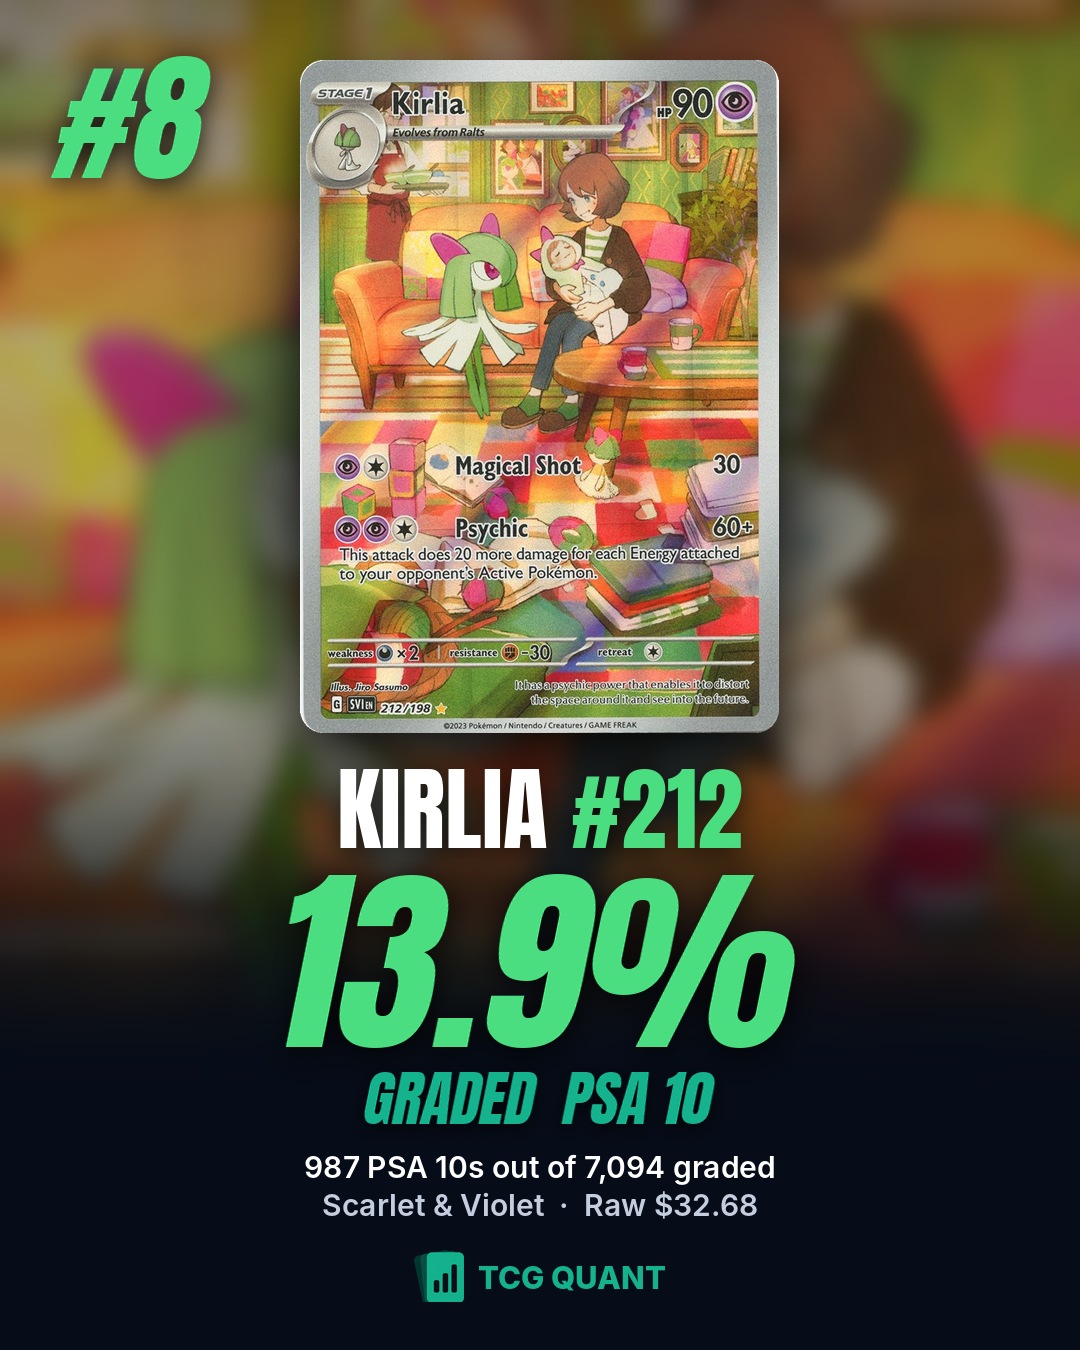 #8
STAGE1
Kirlia
HP90
Evolves from Ralts
Magical Shot 30
Psychic 60+
This attack does 20 more damage for each Energy attached
to your opponent's Active Pokémon.
weakness ×2 resistance -30 retreat
Illus. Jiro Sasumo
It has a psychic power that enables it to distort
the space around it and see into the future.
G SVI EN 212/198
©2023 Pokémon / Nintendo / Creatures / GAME FREAK
KIRLIA #212
13.9%
GRADED PSA 10
987 PSA 10s out of 7,094 graded
Scarlet & Violet · Raw $32.68
TCG QUANT